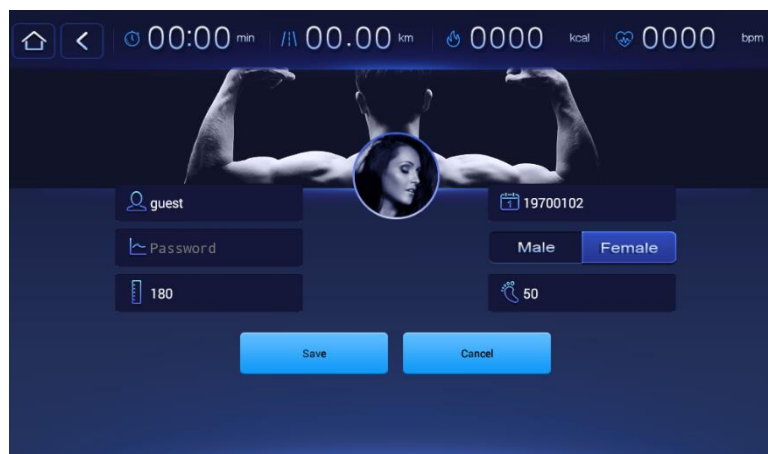 00:00 min 00.00 km 0000 kcal 0000 bpm
guest 1 19700102
Password Male Female
180 50
Save Cancel